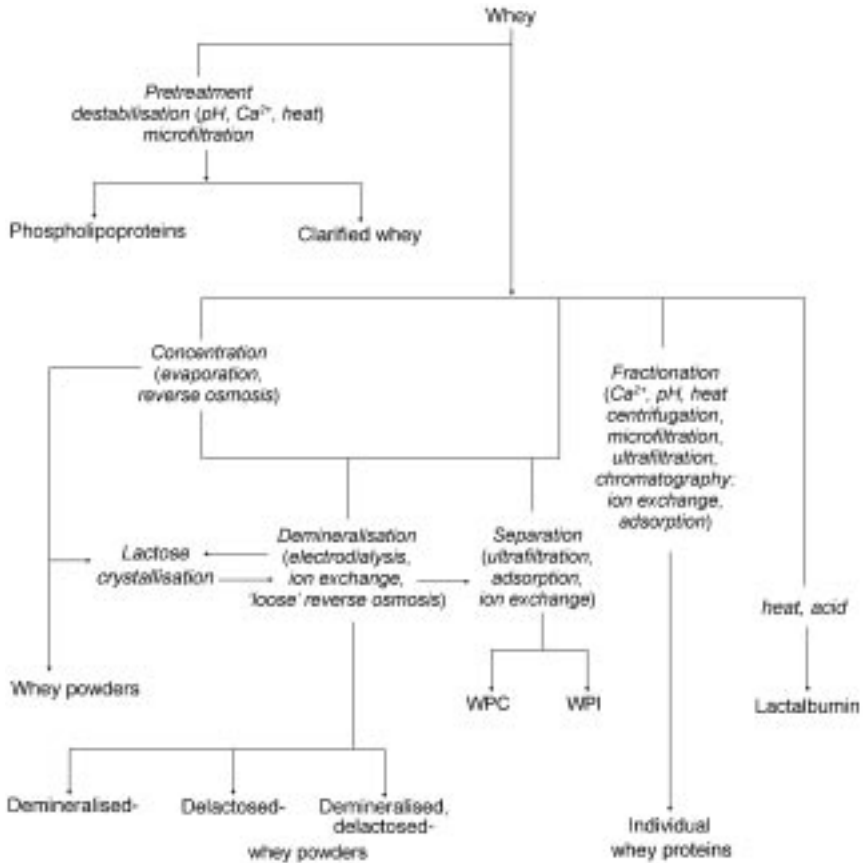 Whey
Pretreatment
destabilisation (pH, Ca²⁺, heat)
microfiltration
Phospholipoproteins
Clarified whey
Concentration
(evaporation,
reverse osmosis)
Fractionation
(Ca²⁺, pH, heat
centrifugation,
microfiltration,
ultrafiltration,
chromatography:
ion exchange,
adsorption)
Lactose
crystallisation
Demineralisation
(electrodialysis,
ion exchange,
'loose' reverse osmosis)
Separation
(ultrafiltration,
adsorption,
ion exchange)
heat, acid
Whey powders
WPC
WPI
Lactalbumin
Demineralised-
Delactosed-
Demineralised,
delactosed-
whey powders
Individual
whey proteins